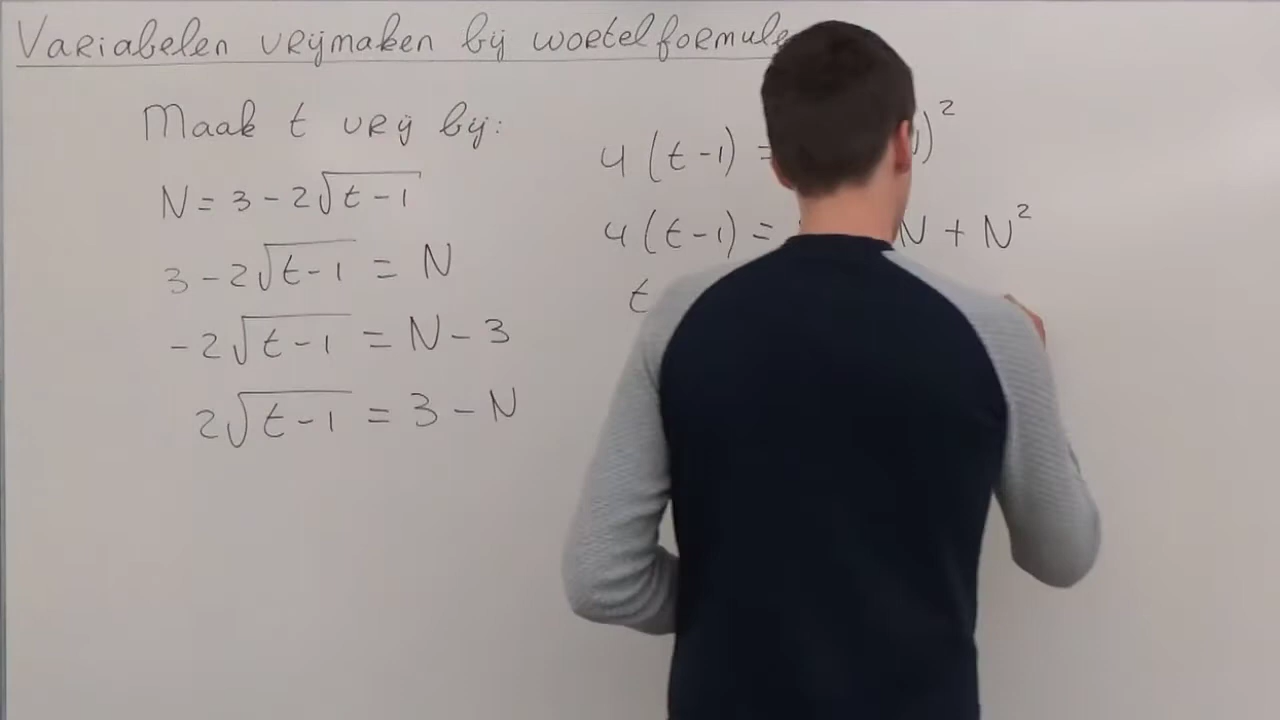 Variabelen vrijmaken bij wortelformule
Maak t vrij bij:
N = 3 - 2√(t - 1)
3 - 2√(t - 1) = N
-2√(t - 1) = N - 3
2√(t - 1) = 3 - N
4(t - 1) = )²
4(t - 1) = N + N²
t